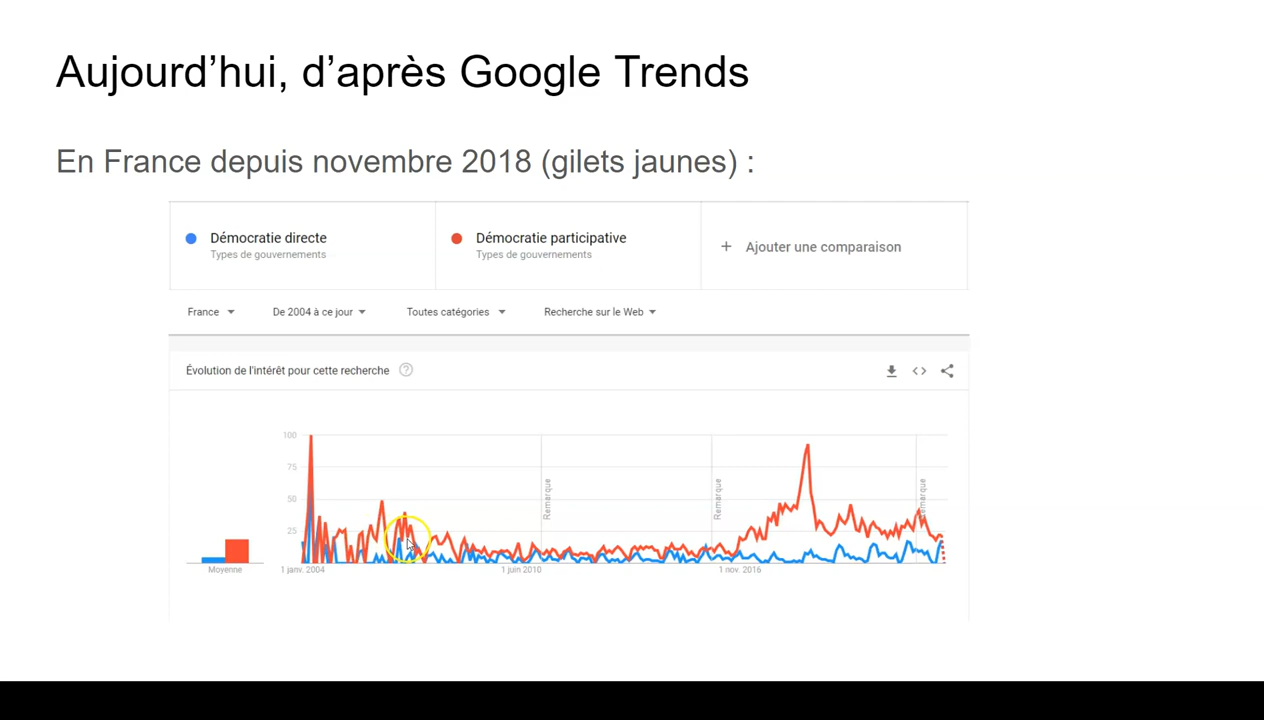 Aujourd’hui, d’après Google Trends
En France depuis novembre 2018 (gilets jaunes) :
Démocratie directe
Types de gouvernements
Démocratie participative
Types de gouvernements
+ Ajouter une comparaison
France
De 2004 à ce jour
Toutes catégories
Recherche sur le Web
Évolution de l'intérêt pour cette recherche ?
100
75
50
25
Remarque
Remarque
Remarque
Moyenne
1 janv. 2004
1 juin 2010
1 nov. 2016